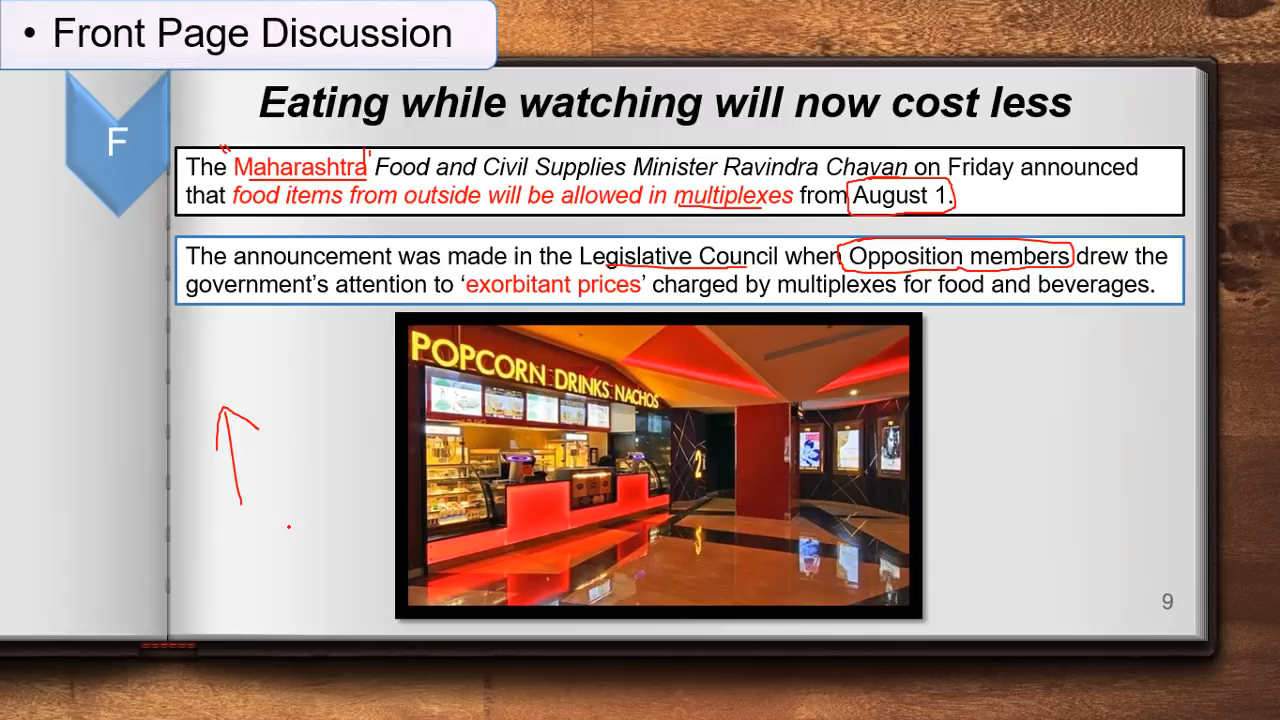 • Front Page Discussion
F
Eating while watching will now cost less
The "Maharashtra" Food and Civil Supplies Minister Ravindra Chavan on Friday announced
that food items from outside will be allowed in multiplexes from August 1.
The announcement was made in the Legislative Council when Opposition members drew the
government's attention to ‘exorbitant prices’ charged by multiplexes for food and beverages.
POPCORN DRINKS NACHOS
9